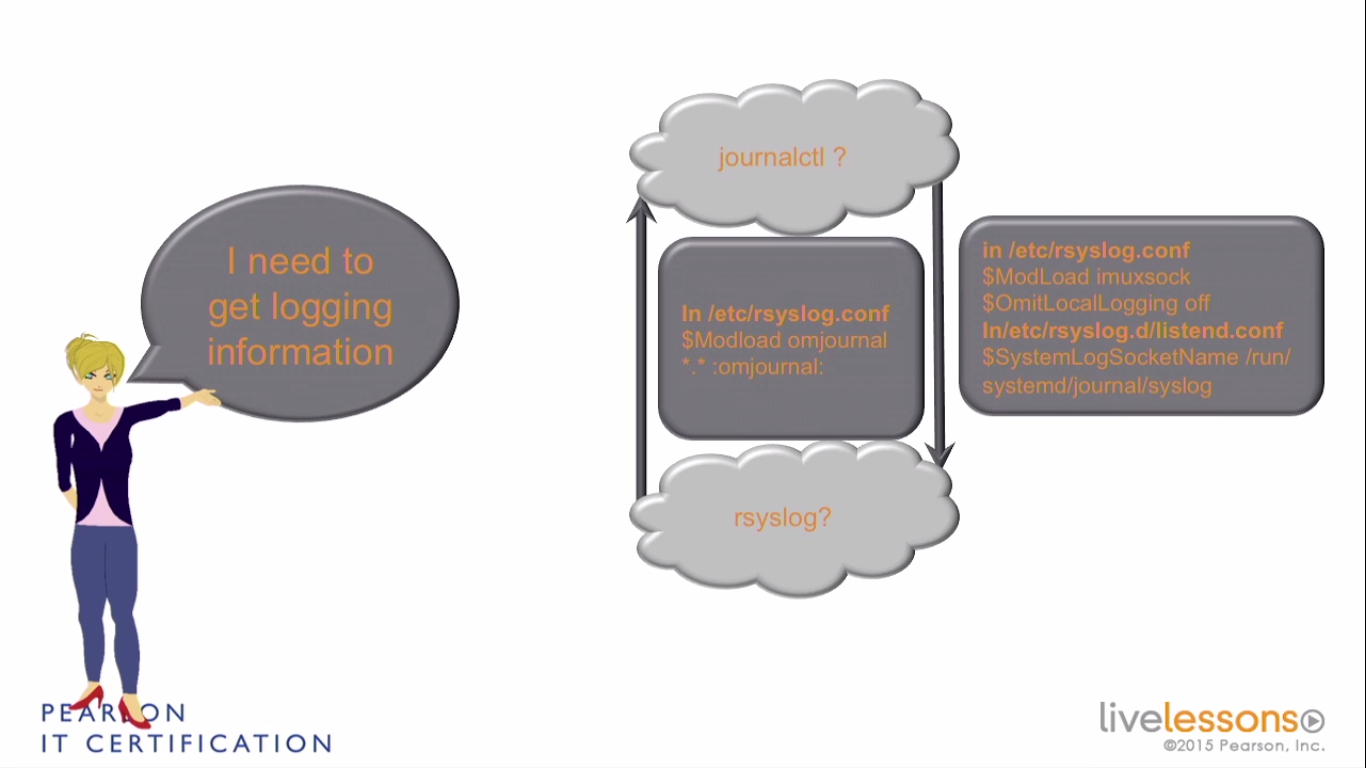 I need to
get logging
information
journalctl ?
In /etc/rsyslog.conf
$Modload omjournal
*.* :omjournal:
in /etc/rsyslog.conf
$ModLoad imuxsock
$OmitLocalLogging off
In/etc/rsyslog.d/listend.conf
$SystemLogSocketName /run/
systemd/journal/syslog
rsyslog?
PEARSON
IT CERTIFICATION
livelessons
©2015 Pearson, Inc.